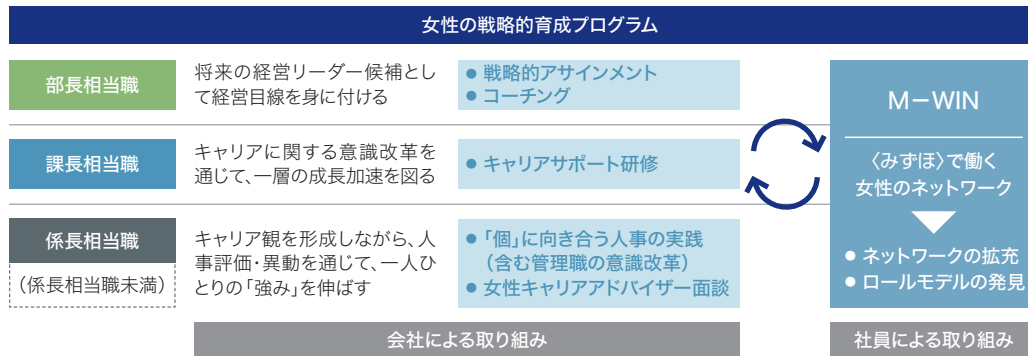 女性の戦略的育成プログラム
部長相当職
将来の経営リーダー候補とし
て経営目線を身に付ける
● 戦略的アサインメント
● コーチング
課長相当職
キャリアに関する意識改革を
通じて、一層の成長加速を図る
● キャリアサポート研修
係長相当職
（係長相当職未満）
キャリア観を形成しながら、人
事評価・異動を通じて、一人ひ
とりの「強み」を伸ばす
● 「個」に向き合う人事の実践
（含む管理職の意識改革）
● 女性キャリアアドバイザー面談
会社による取り組み
M－WIN
〈みずほ〉で働く
女性のネットワーク
● ネットワークの拡充
● ロールモデルの発見
社員による取り組み